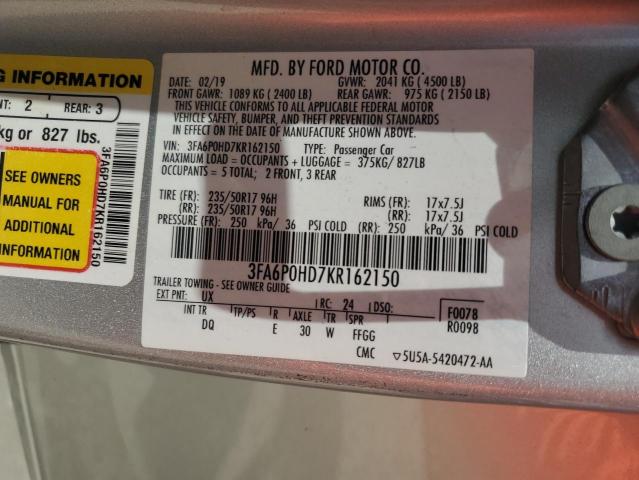 G INFORMATION
NT: 2 REAR: 3
kg or 827 lbs.
SEE OWNERS
MANUAL FOR
ADDITIONAL
INFORMATION
3FA6P0HD7KR162150
MFD. BY FORD MOTOR CO.
DATE: 02/19 GVWR: 2041 KG (4500 LB)
FRONT GAWR: 1089 KG (2400 LB) REAR GAWR: 975 KG (2150 LB)
THIS VEHICLE CONFORMS TO ALL APPLICABLE FEDERAL MOTOR
VEHICLE SAFETY, BUMPER, AND THEFT PREVENTION STANDARDS
IN EFFECT ON THE DATE OF MANUFACTURE SHOWN ABOVE.
VIN: 3FA6P0HD7KR162150 TYPE: Passenger Car
MAXIMUM LOAD = OCCUPANTS + LUGGAGE = 375KG/827LB
OCCUPANTS = 5 TOTAL; 2 FRONT, 3 REAR
TIRE (FR): 235/50R17 96H RIMS (FR): 17x7.5J
(RR): 235/50R17 96H (RR): 17x7.5J
PRESSURE (FR): 250 kPa/ 36 PSI COLD (RR): 250 kPa/ 36 PSI COLD
3FA6P0HD7KR162150
TRAILER TOWING - SEE OWNER GUIDE
EXT PNT: UX RC: 24 DSO: F0078
INT TR TP/PS R AXLE TR SPR R0098
DQ E 30 W FFGG
CMC ▽5U5A-5420472-AA